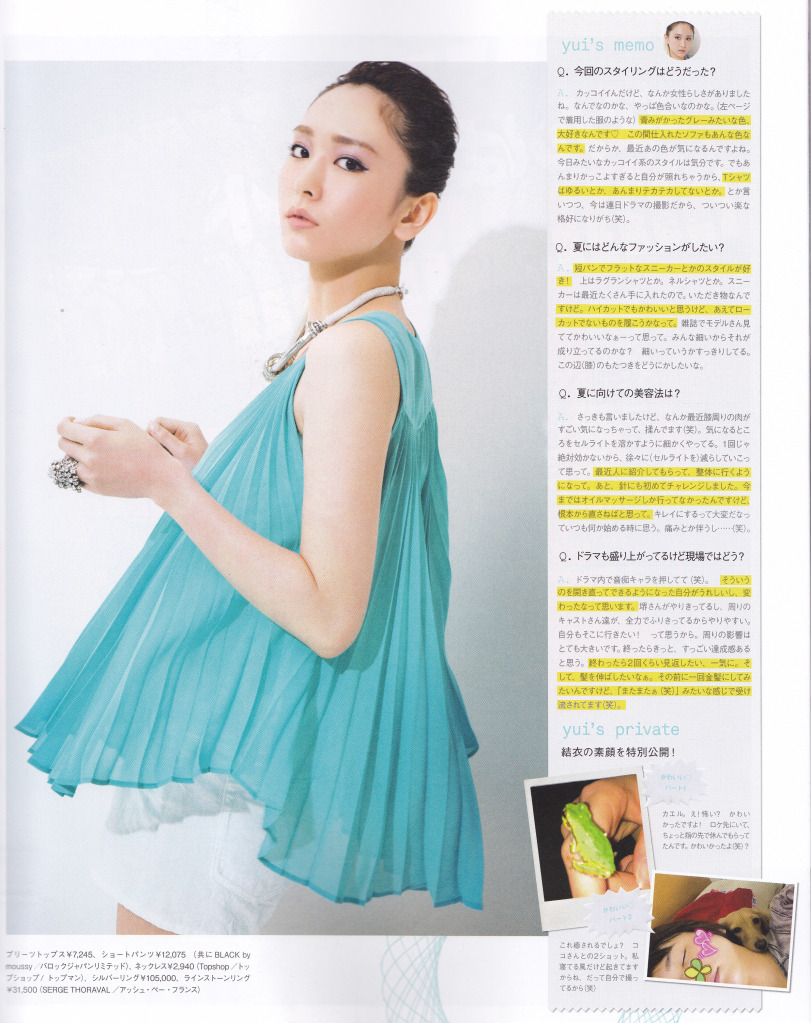 yui's memo
Q. 今回のスタイリングはどうだった？
A. カッコイイんだけど、なんか女性らしさがありました
ね。なんでなのかな、やっぱ色合いなのかな。(左ページ
で着用した服のような) 青みがかったグレーみたいな色、
大好きなんです♡　この間仕入れたソファもあんな色な
んです。だからか、最近あの色が気になるんですよね。
今日みたいなカッコイイ系のスタイルは気分です。でもあ
んまりかっこよすぎると自分が照れちゃうから、Tシャツ
はゆるいとか、あんまりテカテカしてないとか。とか言
いつつ、今は連日ドラマの撮影だから、ついつい楽な
格好になりがち(笑)。
Q. 夏にはどんなファッションがしたい？
A. 短パンでフラットなスニーカーとかのスタイルが好
き！　上はラグランシャツとか。ネルシャツとか。スニー
カーは最近たくさん手に入れたので。いただき物なんで
すけど。ハイカットでもかわいいと思うけど、あえてロー
カットでないものを履こうかなって。雑誌でモデルさん見
ててかわいいなぁーって思って。みんな細いからそれが
成り立ってるのかな？　細いっていうかすっきりしてる。
この辺(膝)のもたつきをどうにかしたいな。
Q. 夏に向けての美容法は？
A. さっきも言いましたけど、なんか最近膝周りの肉が
すごい気になっちゃって、揉んでます(笑)。気になるとこ
ろをセルライトを溶かすように細かくやってる。1回じゃ
絶対効かないから、徐々に(セルライトを)減らしていこっ
て思って。最近人に紹介してもらって、整体に行くよう
になって。あと、針にも初めてチャレンジしました。今
まではオイルマッサージしか行ってなかったんですけど、
根本から直さねばと思って。キレイにするって大変だなっ
ていつも何か始める時に思う。痛みとか伴うし……(笑)。
Q. ドラマも盛り上がってるけど現場ではどう？
A. ドラマ内で音痴キャラを押してて (笑)。そういう
のを開き直ってできるようになった自分がうれしいし、変
わったなって思います。堺さんがやりきってるし、周りの
キャストさん達が、全力でふりきってるからやりやすい。
自分もそこに行きたい！　って思うから。周りの影響は
とても大きいです。終ったらきっと、すっごい達成感ある
と思う。終わったら2回くらい見返したい、一気に。そ
して、髪を伸ばしたいなぁ。その前に一回金髪にしてみ
たいんですけど、「またまたぁ (笑)」みたいな感じで受け
流されてます(笑)。
yui's private
結衣の素顔を特別公開！
かわいい♡
パート1
カエル。え！怖い？　かわい
かったですよ！　ロケ先にいて、
ちょっと指の先で休んでもらって
たんです。かわいかったよ(笑)？
かわいい
パート2
これ癒されるでしょ？　コ
コさんとの2ショット。私
寝てる風だけど起きてます
からね、だって自分で撮っ
てるから(笑)
プリーツトップス¥7,245、ショートパンツ¥12,075 （共にBLACK by
moussy／バロックジャパンリミテッド)、ネックレス¥2,940 (Topshop／トッ
プショップ / トップマン)、シルバーリング¥105,000、ラインストーンリング
¥31,500 (SERGE THORAVAL ／アッシュ・ペー・フランス)